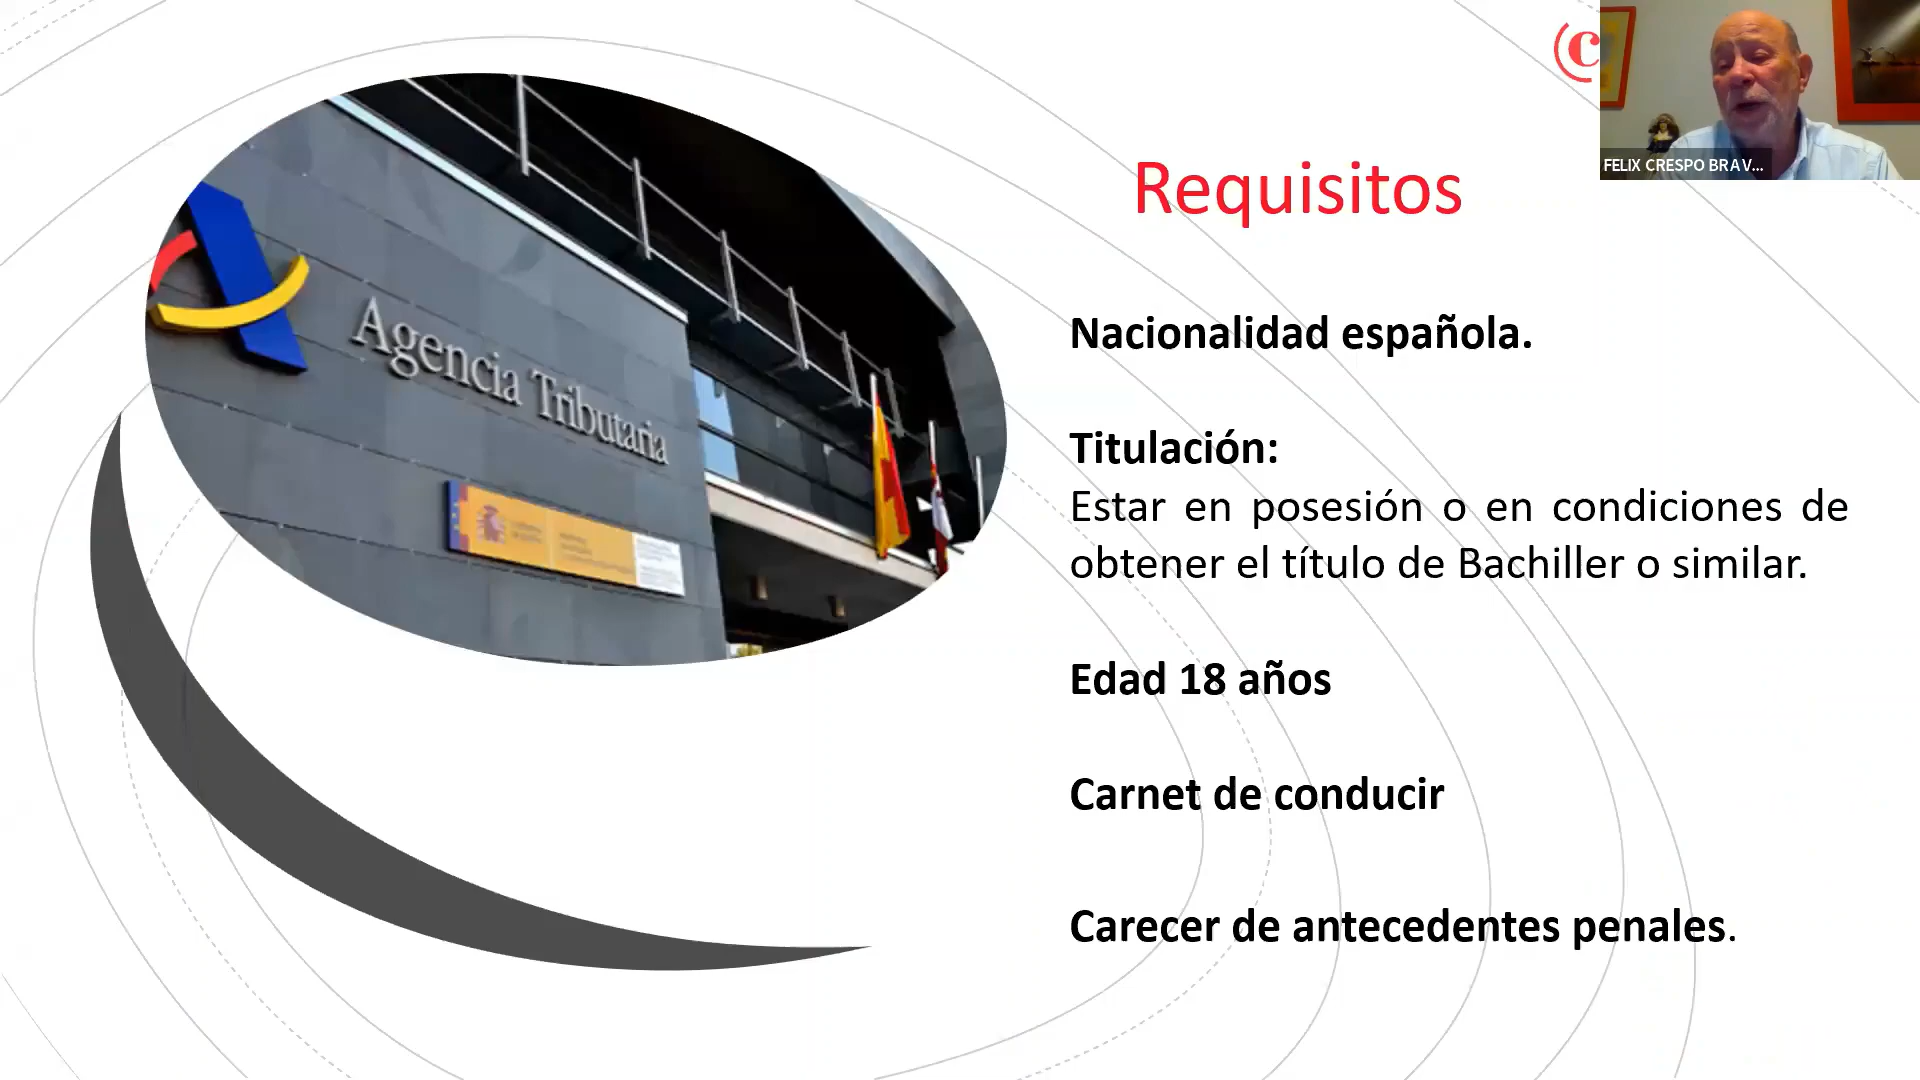 C
FELIX CRESPO BRAV...
Requisitos
Agencia Tributaria
Nacionalidad española.
Titulación:
Estar en posesión o en condiciones de
obtener el título de Bachiller o similar.
Edad 18 años
Carnet de conducir
Carecer de antecedentes penales.